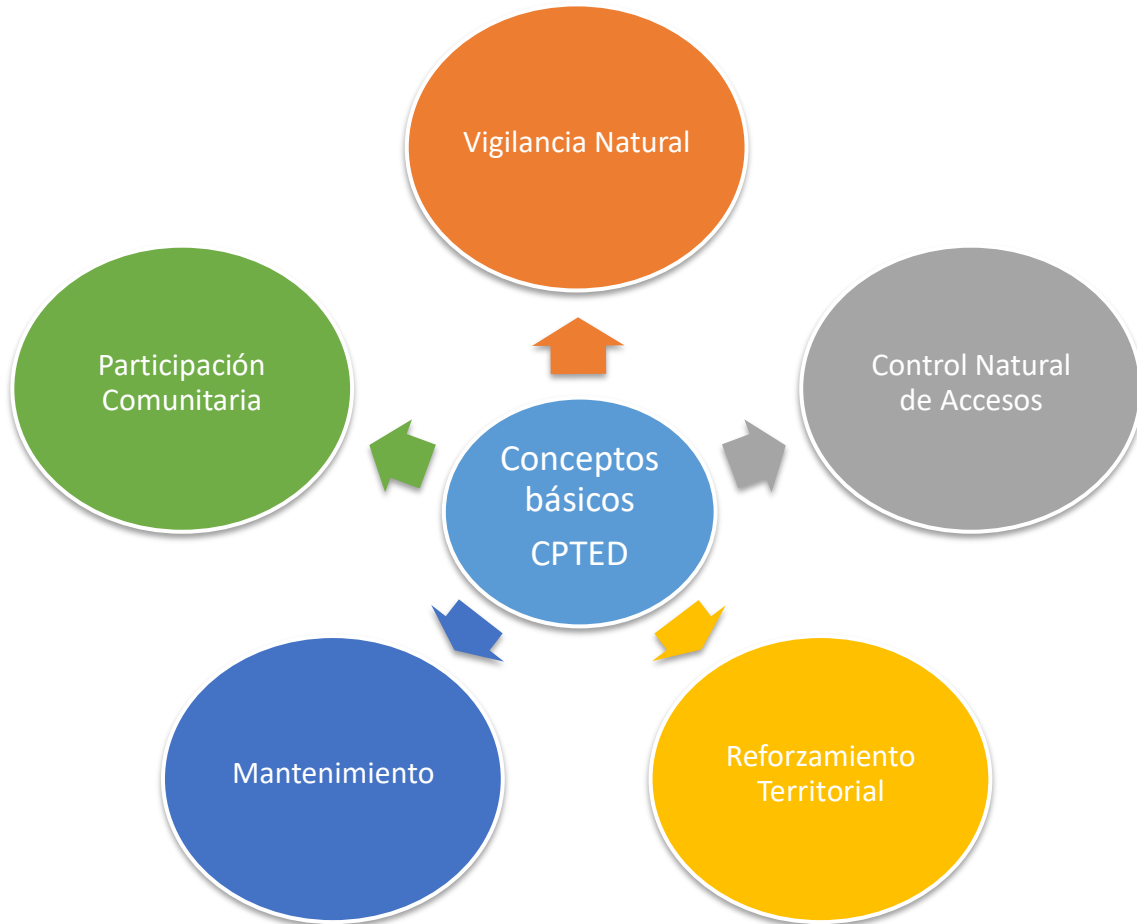 Vigilancia Natural
Participación
Comunitaria
Control Natural
de Accesos
Conceptos
básicos
CPTED
Mantenimiento
Reforzamiento
Territorial